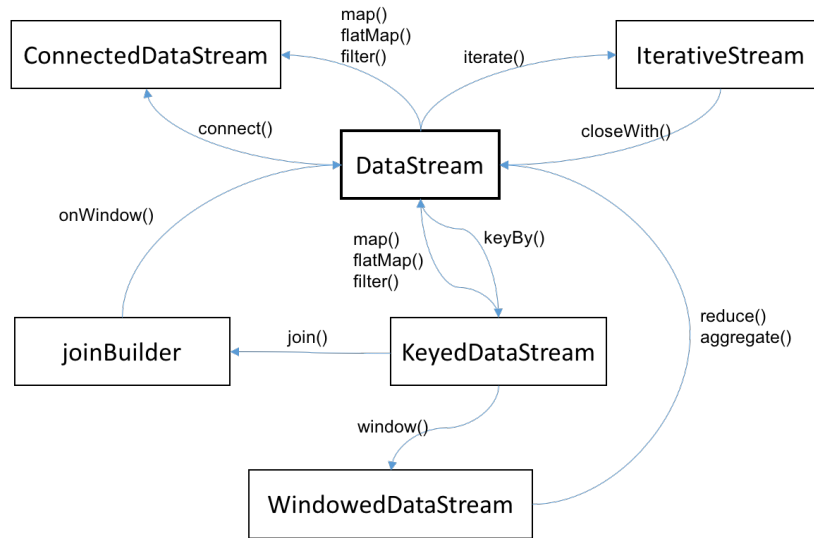 map()
flatMap()
filter()
ConnectedDataStream
iterate()
IterativeStream
connect()
closeWith()
DataStream
onWindow()
map()
flatMap()
filter()
keyBy()
reduce()
aggregate()
joinBuilder
join()
KeyedDataStream
window()
WindowedDataStream